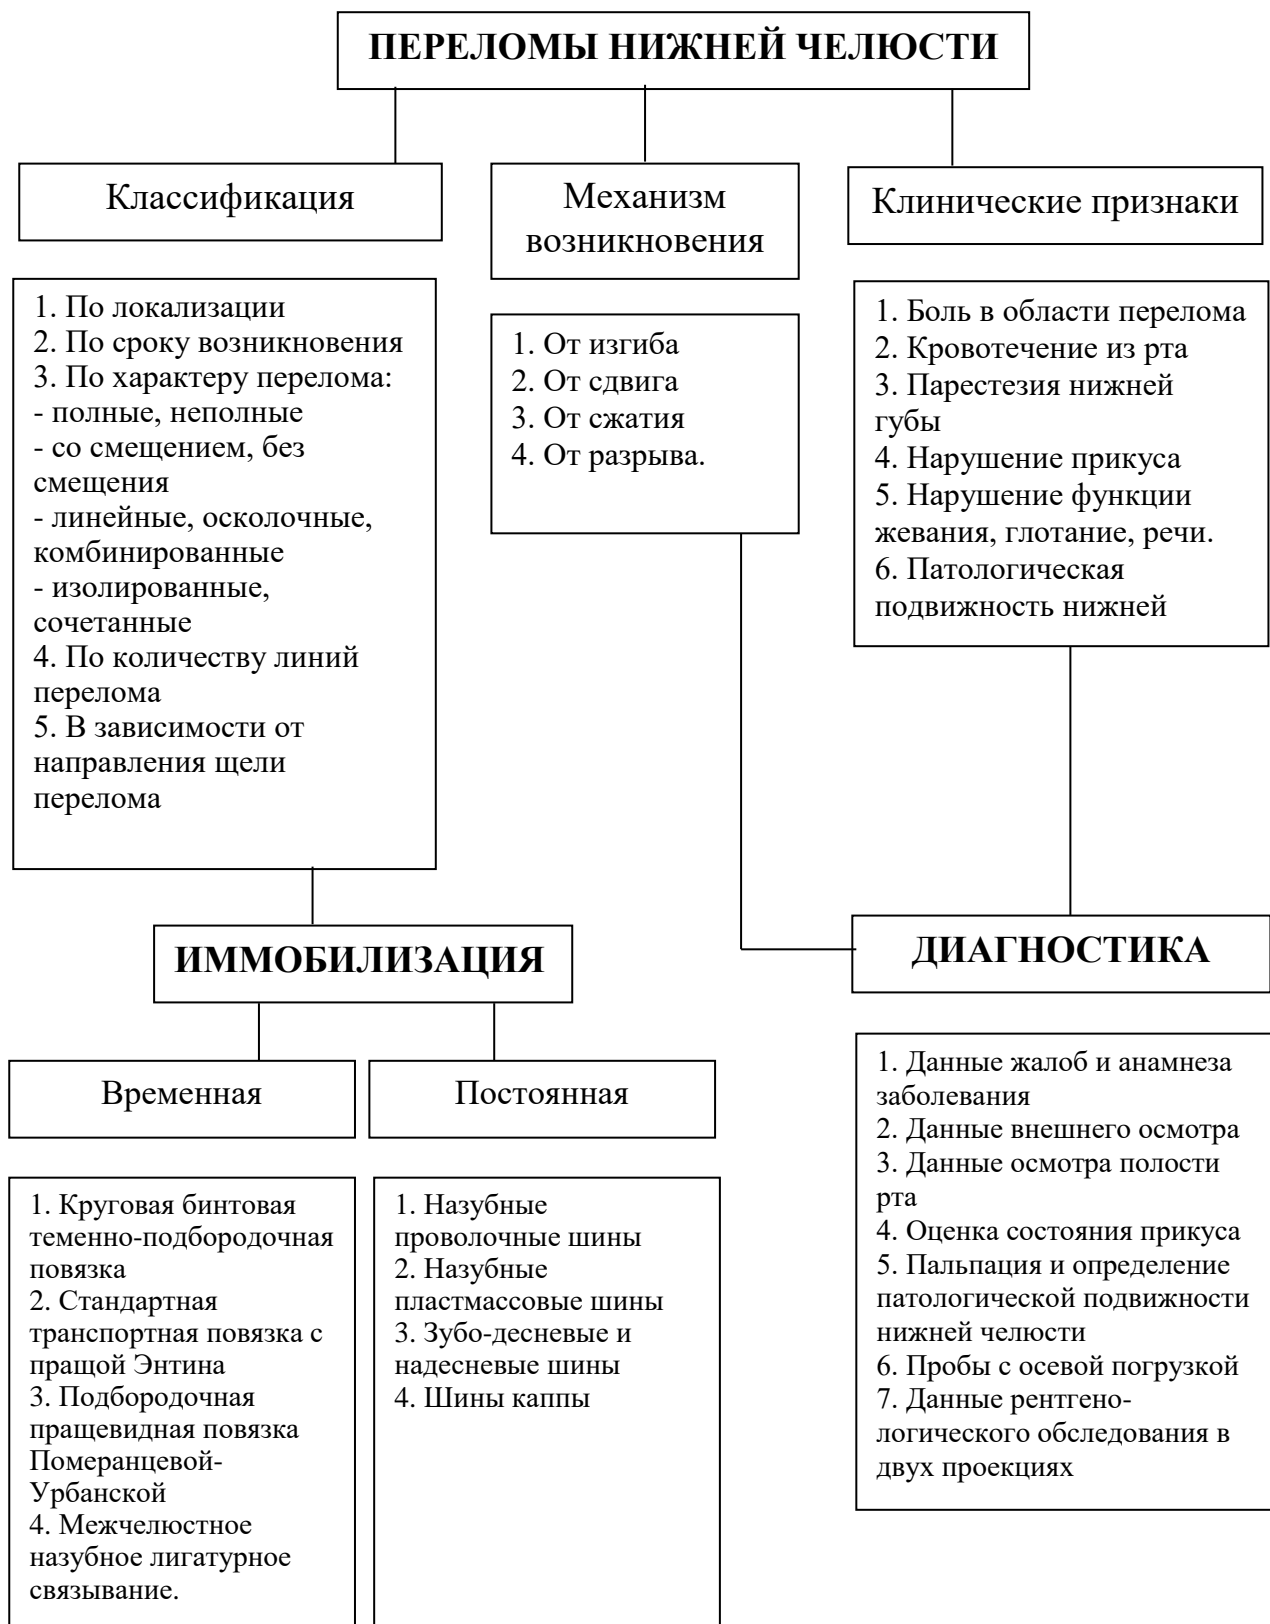 ПЕРЕЛОМЫ НИЖНЕЙ ЧЕЛЮСТИ
Классификация
Механизм
возникновения
Клинические признаки
1. По локализации
2. По сроку возникновения
3. По характеру перелома:
- полные, неполные
- со смещением, без
смещения
- линейные, осколочные,
комбинированные
- изолированные,
сочетанные
4. По количеству линий
перелома
5. В зависимости от
направления щели
перелома
1. От изгиба
2. От сдвига
3. От сжатия
4. От разрыва.
1. Боль в области перелома
2. Кровотечение из рта
3. Парестезия нижней
губы
4. Нарушение прикуса
5. Нарушение функции
жевания, глотание, речи.
6. Патологическая
подвижность нижней
ИММОБИЛИЗАЦИЯ
ДИАГНОСТИКА
Временная
Постоянная
1. Круговая бинтовая
теменно-подбородочная
повязка
2. Стандартная
транспортная повязка с
пращой Энтина
3. Подбородочная
пращевидная повязка
Померанцевой-
Урбанской
4. Межчелюстное
назубное лигатурное
связывание.
1. Назубные
проволочные шины
2. Назубные
пластмассовые шины
3. Зубо-десневые и
надесневые шины
4. Шины каппы
1. Данные жалоб и анамнеза
заболевания
2. Данные внешнего осмотра
3. Данные осмотра полости
рта
4. Оценка состояния прикуса
5. Пальпация и определение
патологической подвижности
нижней челюсти
6. Пробы с осевой погрузкой
7. Данные рентгено-
логического обследования в
двух проекциях